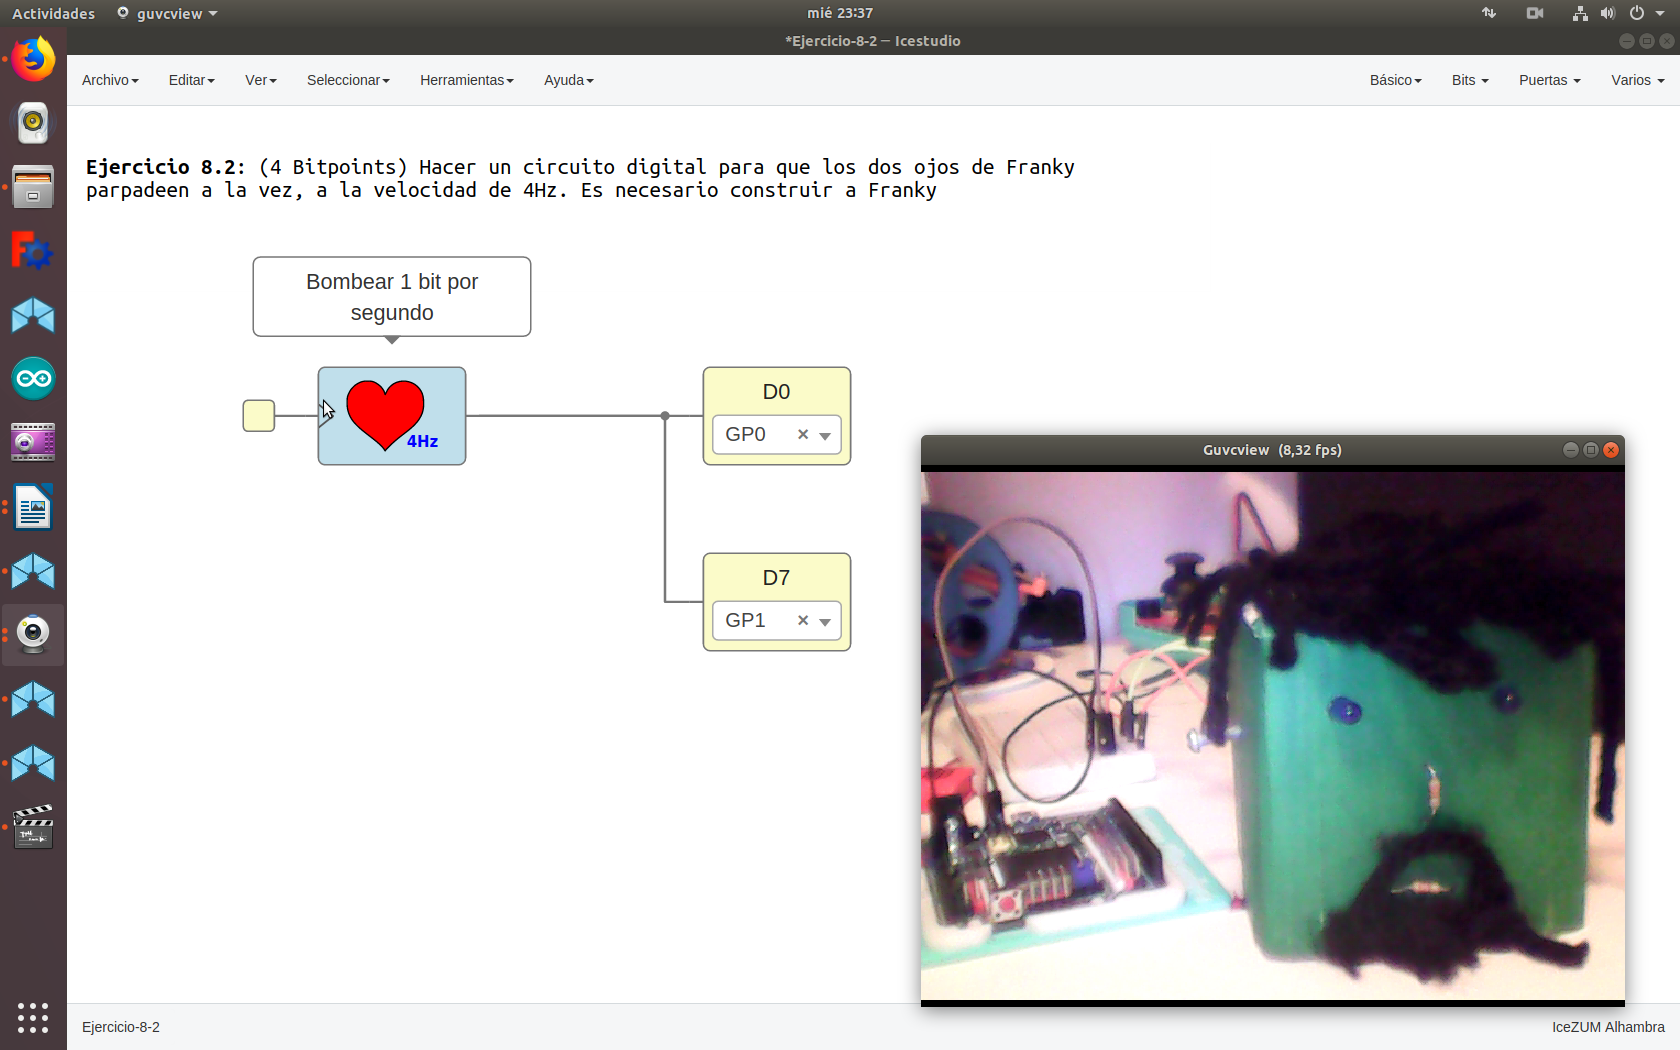 Actividades guvcview mié 23:37
*Ejercicio-8-2 — Icestudio
Archivo Editar Ver Seleccionar Herramientas Ayuda Básico Bits Puertas Varios
Ejercicio 8.2: (4 Bitpoints) Hacer un circuito digital para que los dos ojos de Franky
parpadeen a la vez, a la velocidad de 4Hz. Es necesario construir a Franky
Bombear 1 bit por
segundo
4Hz
D0
GP0
D7
GP1
Guvcview (8,32 fps)
Ejercicio-8-2 IceZUM Alhambra